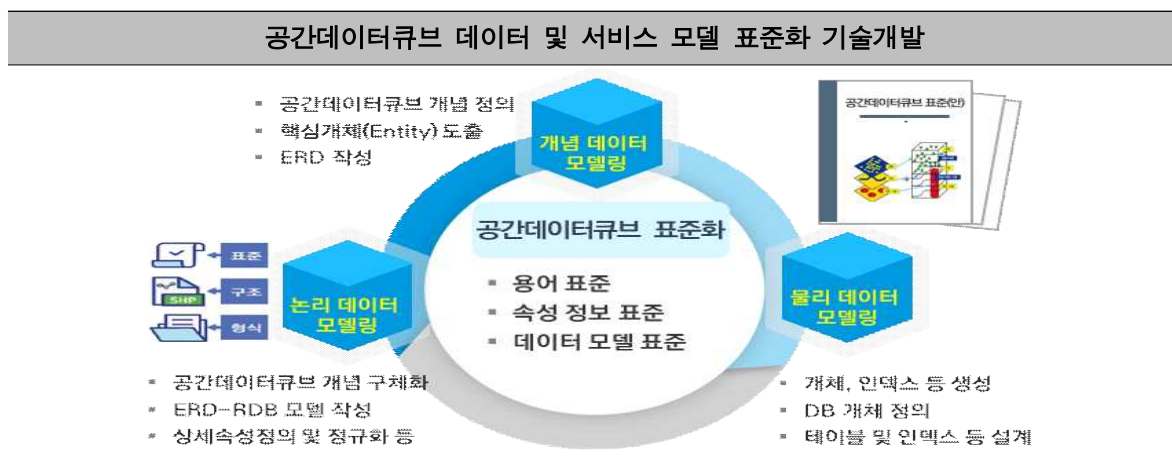 공간데이터큐브 데이터 및 서비스 모델 표준화 기술개발
▪ 공간데이터큐브 개념 정의
▪ 핵심개체(Entity) 도출
▪ ERD 작성
개념 데이터
모델링
공간데이터큐브 표준(안)
공간데이터큐브 표준화
▪ 용어 표준
▪ 속성 정보 표준
▪ 데이터 모델 표준
표준
구조
SHP
형식
논리 데이터
모델링
물리 데이터
모델링
▪ 공간데이터큐브 개념 구체화
▪ ERD-RDB 모델 작성
▪ 상세속성정의 및 정규화 등
▪ 개체, 인덱스 등 생성
▪ DB 개체 정의
▪ 테이블 및 인덱스 등 설계